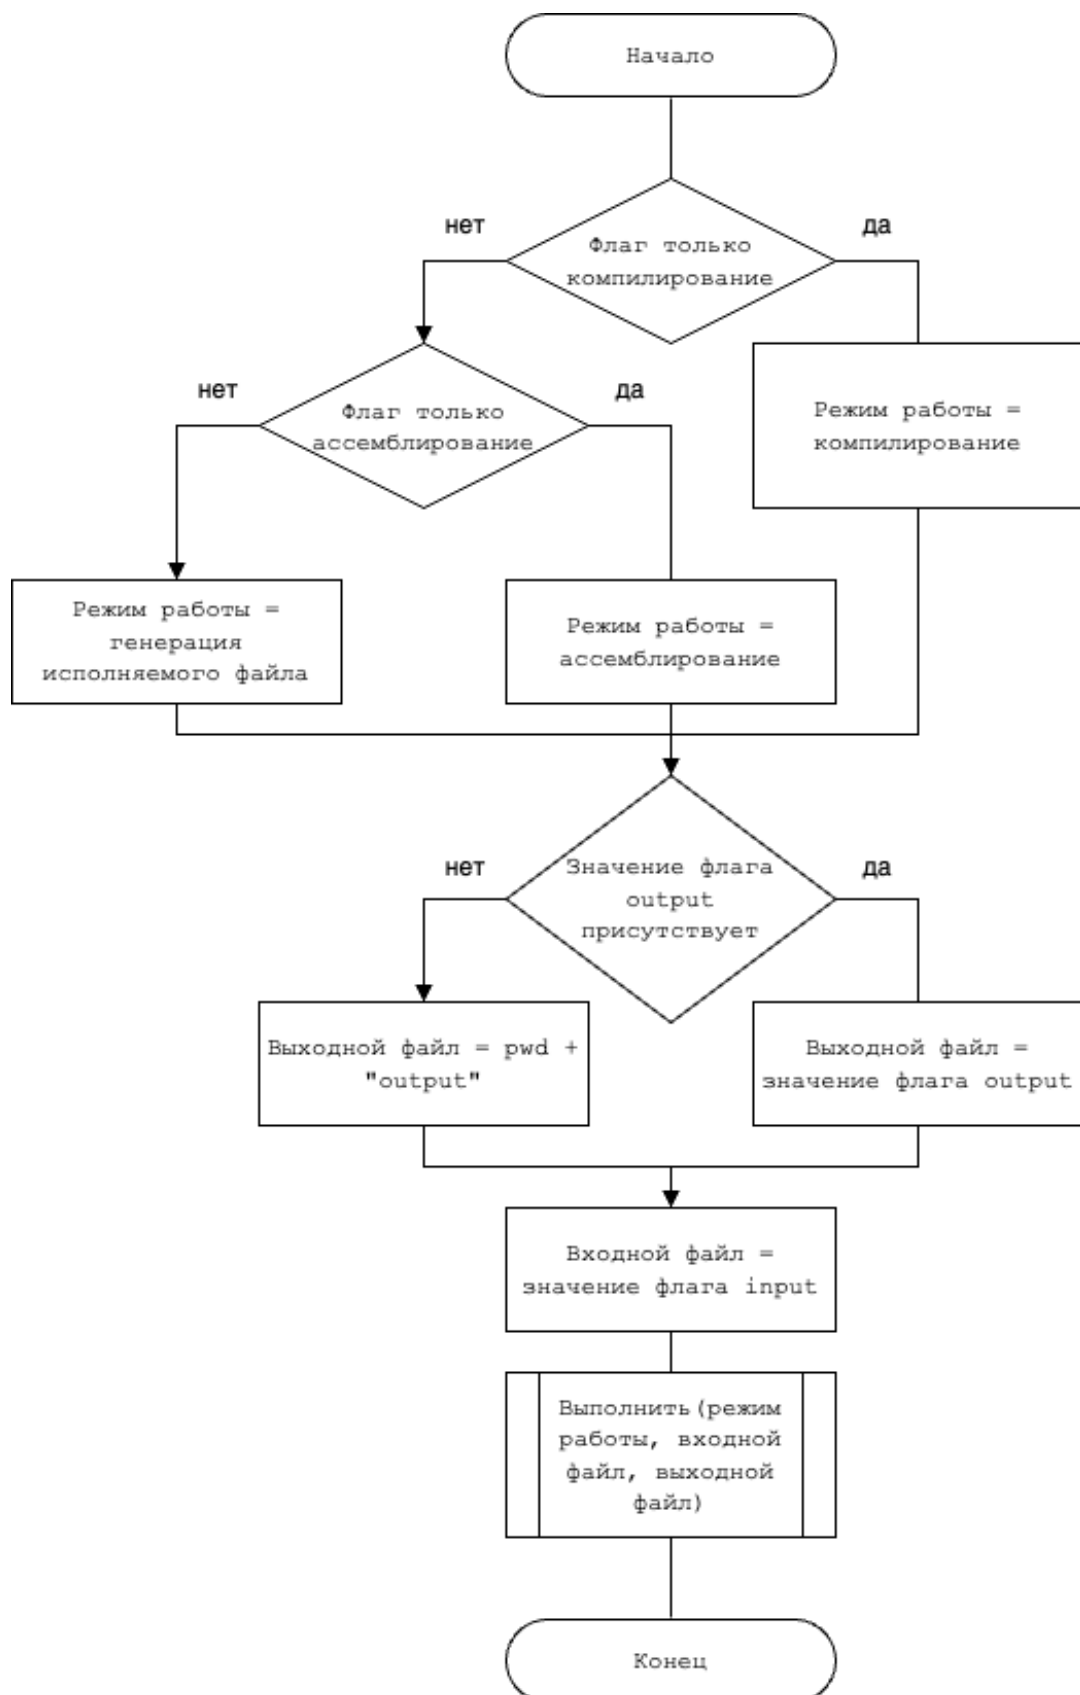 Начало
нет
да
Флаг только
компилирование
нет
да
Флаг только
ассемблирование
Режим работы =
компилирование
Режим работы =
генерация
исполняемого файла
Режим работы =
ассемблирование
нет
да
Значение флага
output
присутствует
Выходной файл = pwd +
"output"
Выходной файл =
значение флага output
Входной файл =
значение флага input
Выполнить(режим
работы, входной
файл, выходной
файл)
Конец